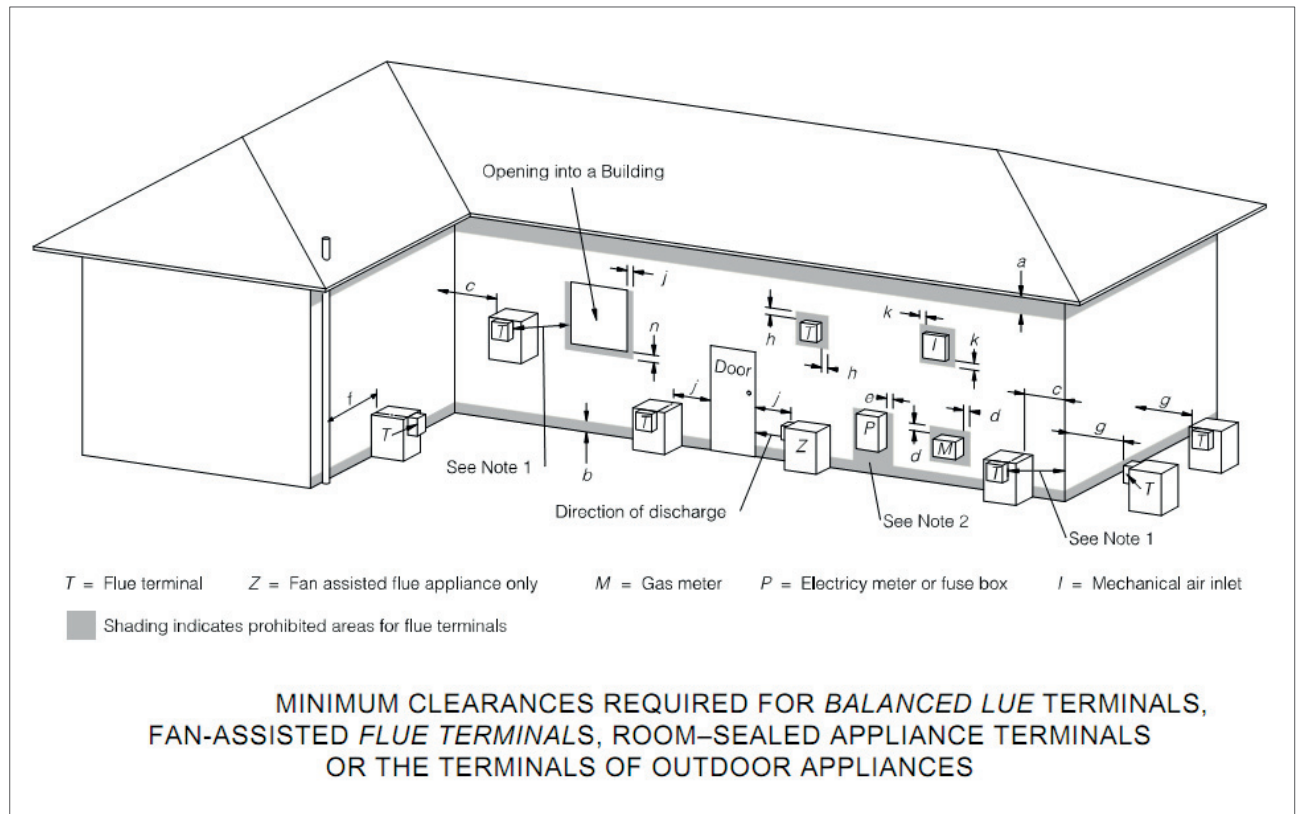 Opening into a Building
a
j
c
k
T
n
h
T
I
k
h
Door
f
j
j
e
d
c
g
T
T
Z
P
d
M
g
T
T
See Note 1
b
T
Direction of discharge
See Note 2
See Note 1
T = Flue terminal Z = Fan assisted flue appliance only M = Gas meter P = Electricy meter or fuse box I = Mechanical air inlet
Shading indicates prohibited areas for flue terminals
MINIMUM CLEARANCES REQUIRED FOR BALANCED LUE TERMINALS,
FAN-ASSISTED FLUE TERMINALS, ROOM–SEALED APPLIANCE TERMINALS
OR THE TERMINALS OF OUTDOOR APPLIANCES